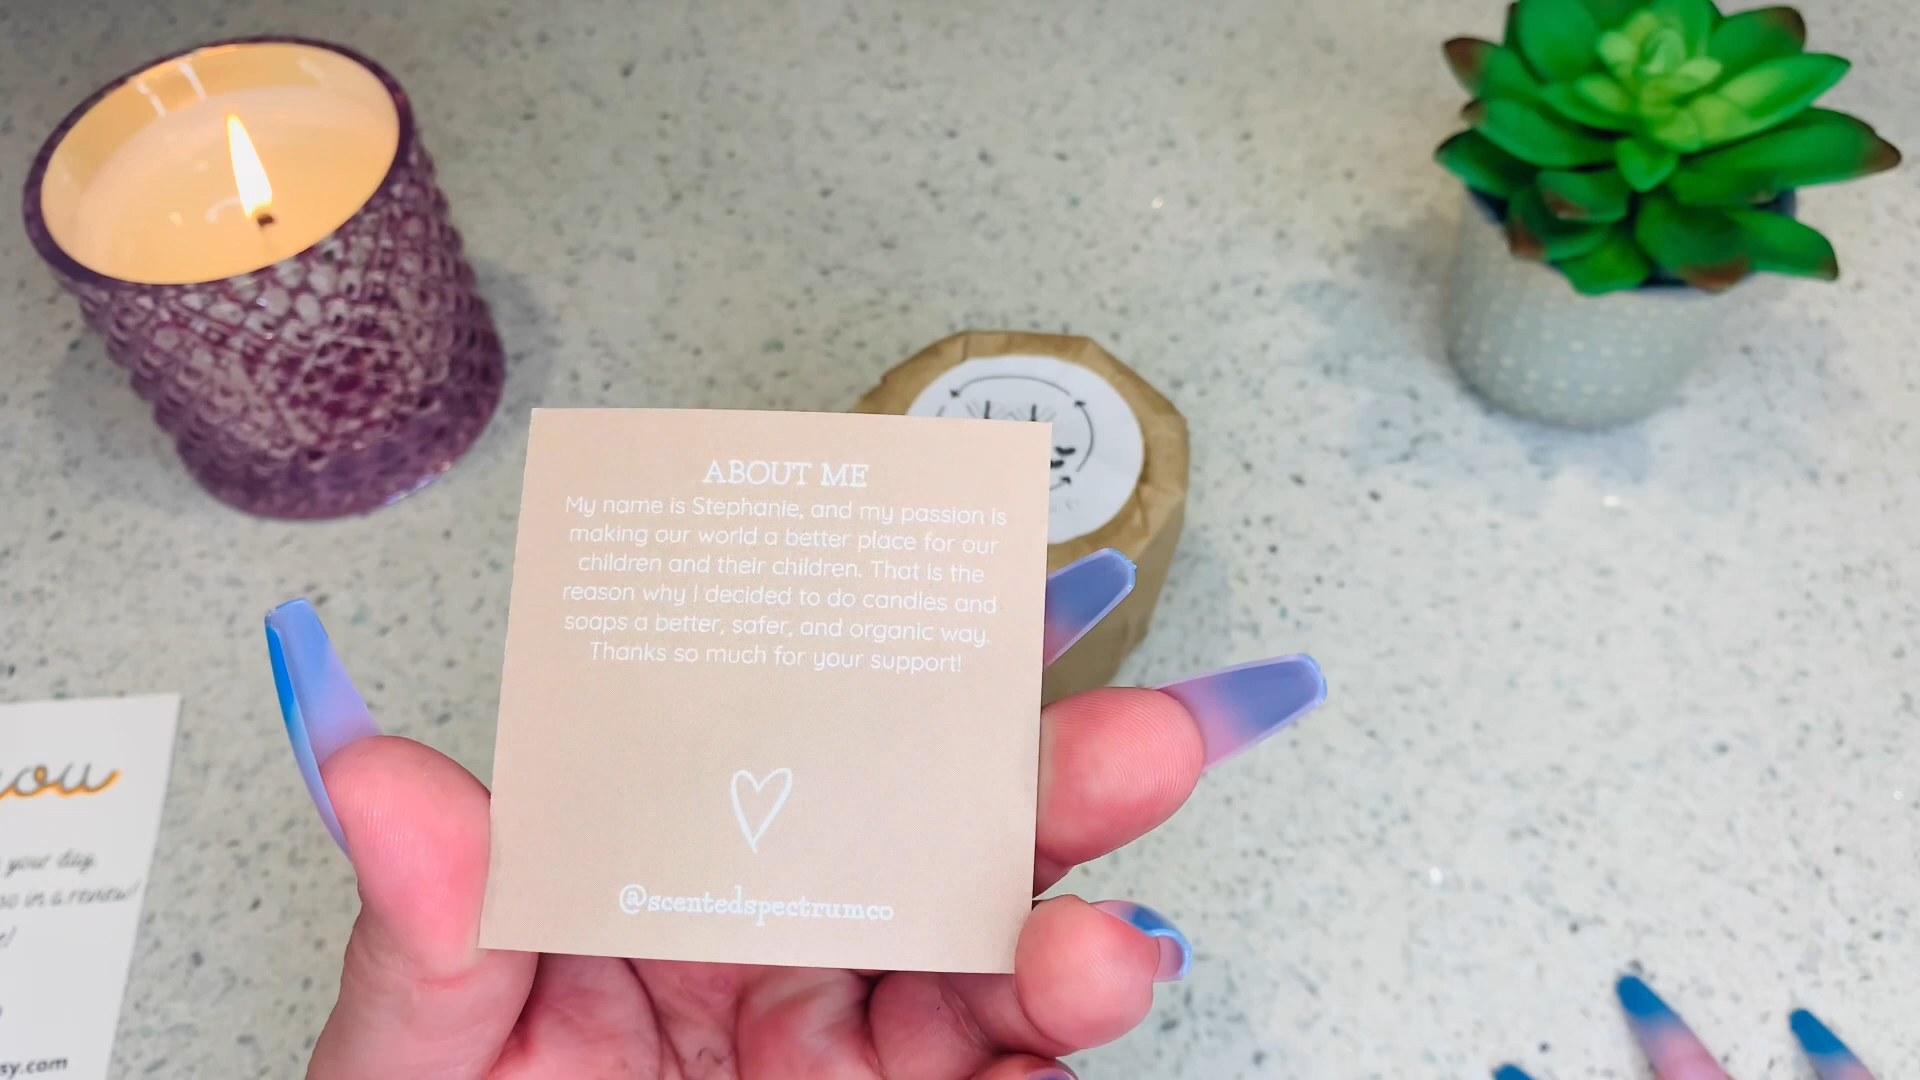 ABOUT ME
My name is Stephanie, and my passion is
making our world a better place for our
children and their children. That is the
reason why I decided to do candles and
soaps a better, safer, and organic way.
Thanks so much for your support!
@scentedspectrumco
your day.
in a review!
sy.com